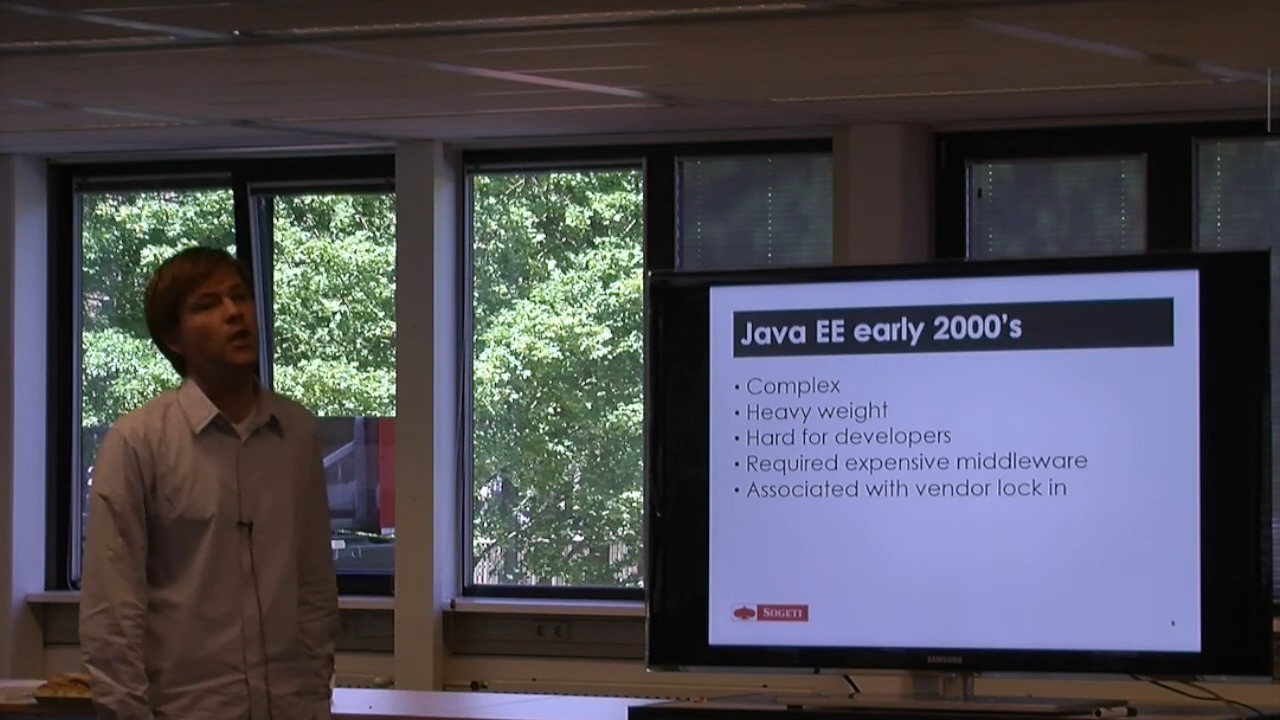 Java EE early 2000's
• Complex
• Heavy weight
• Hard for developers
• Required expensive middleware
• Associated with vendor lock in
SOGETI
SAMSUNG